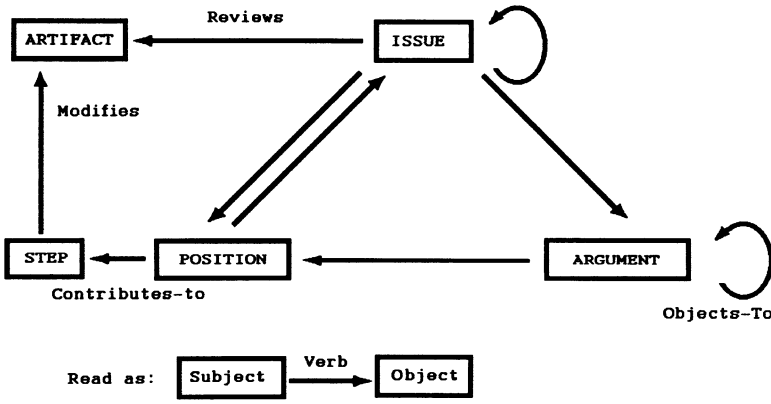 Reviews
ARTIFACT
ISSUE
Modifies
STEP
POSITION
ARGUMENT
Contributes-to
Objects-To
Read as:
Subject
Verb
Object